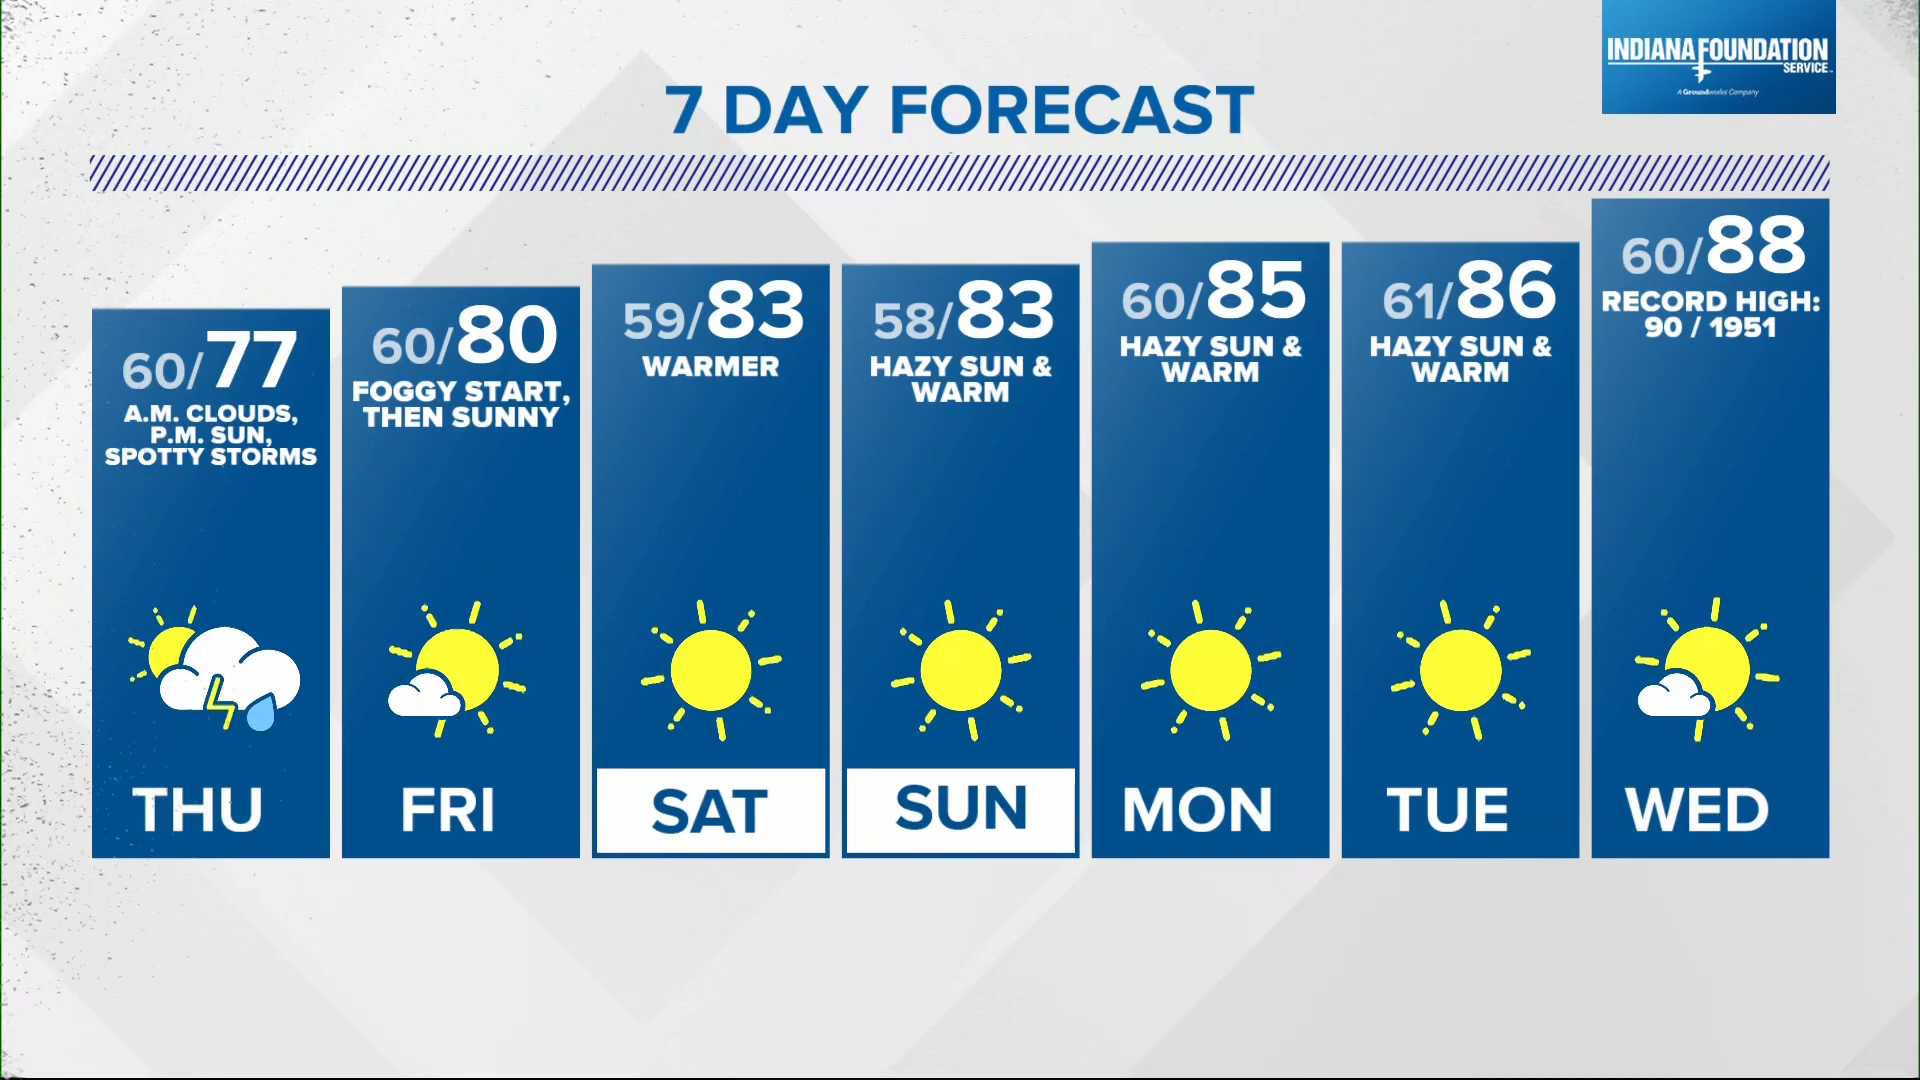 INDIANA FOUNDATION
SERVICE
A Groundworks Company
7 DAY FORECAST
60/77
A.M. CLOUDS,
P.M. SUN,
SPOTTY STORMS
THU
60/80
FOGGY START,
THEN SUNNY
FRI
59/83
WARMER
SAT
58/83
HAZY SUN &
WARM
SUN
60/85
HAZY SUN &
WARM
MON
61/86
HAZY SUN &
WARM
TUE
60/88
RECORD HIGH:
90 / 1951
WED